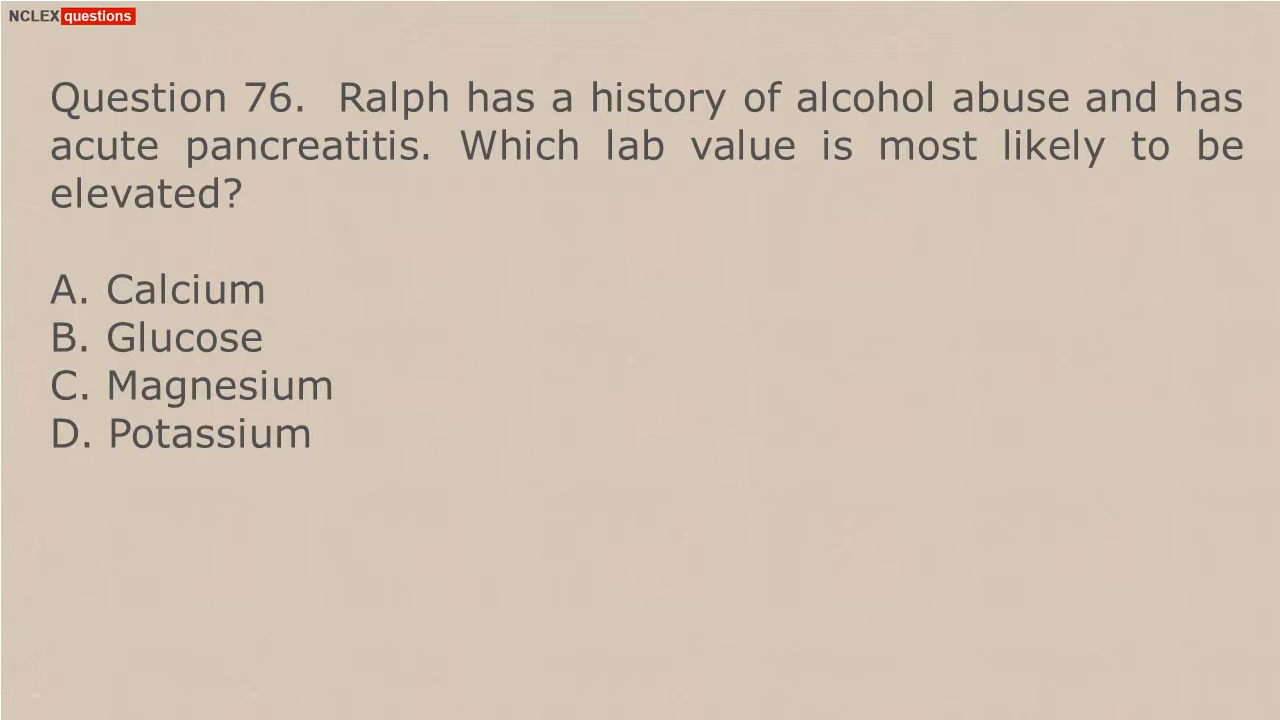 NCLEX questions
Question 76. Ralph has a history of alcohol abuse and has
acute pancreatitis. Which lab value is most likely to be
elevated?
A. Calcium
B. Glucose
C. Magnesium
D. Potassium